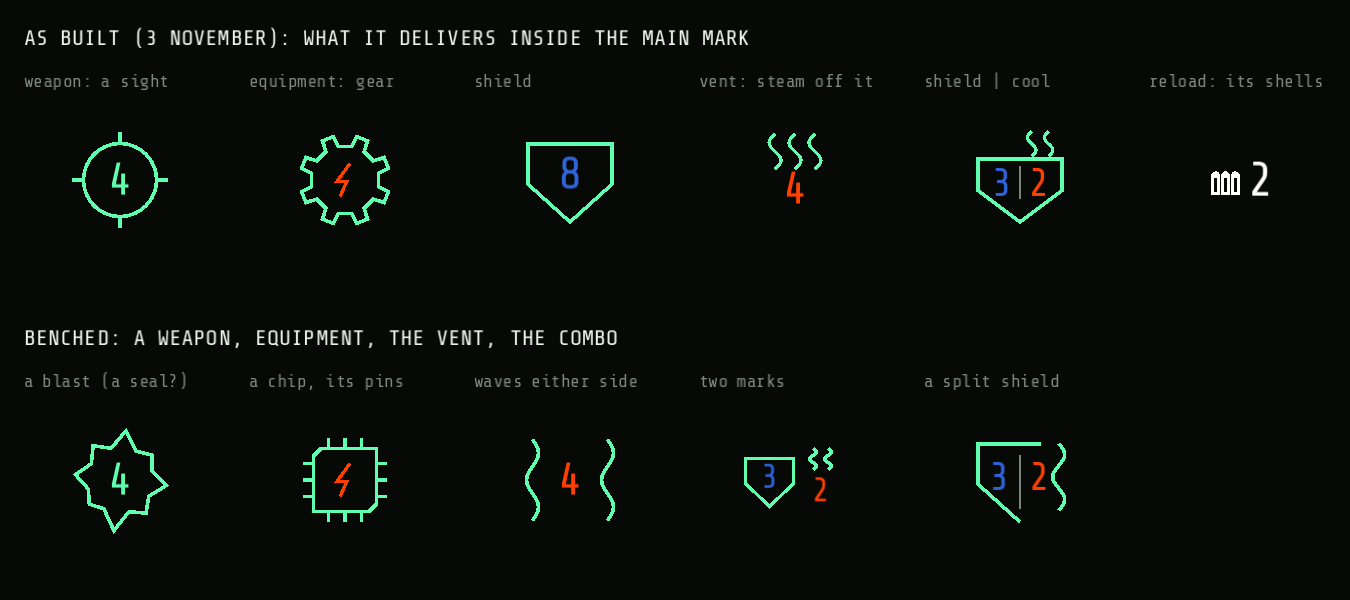 AS BUILT (3 NOVEMBER): WHAT IT DELIVERS INSIDE THE MAIN MARK
weapon: a sight equipment: gear shield vent: steam off it shield | cool reload: its shells
4 8 4 3|2 2
BENCHED: A WEAPON, EQUIPMENT, THE VENT, THE COMBO
a blast (a seal?) a chip, its pins waves either side two marks a split shield
4 4 3 2 3|2